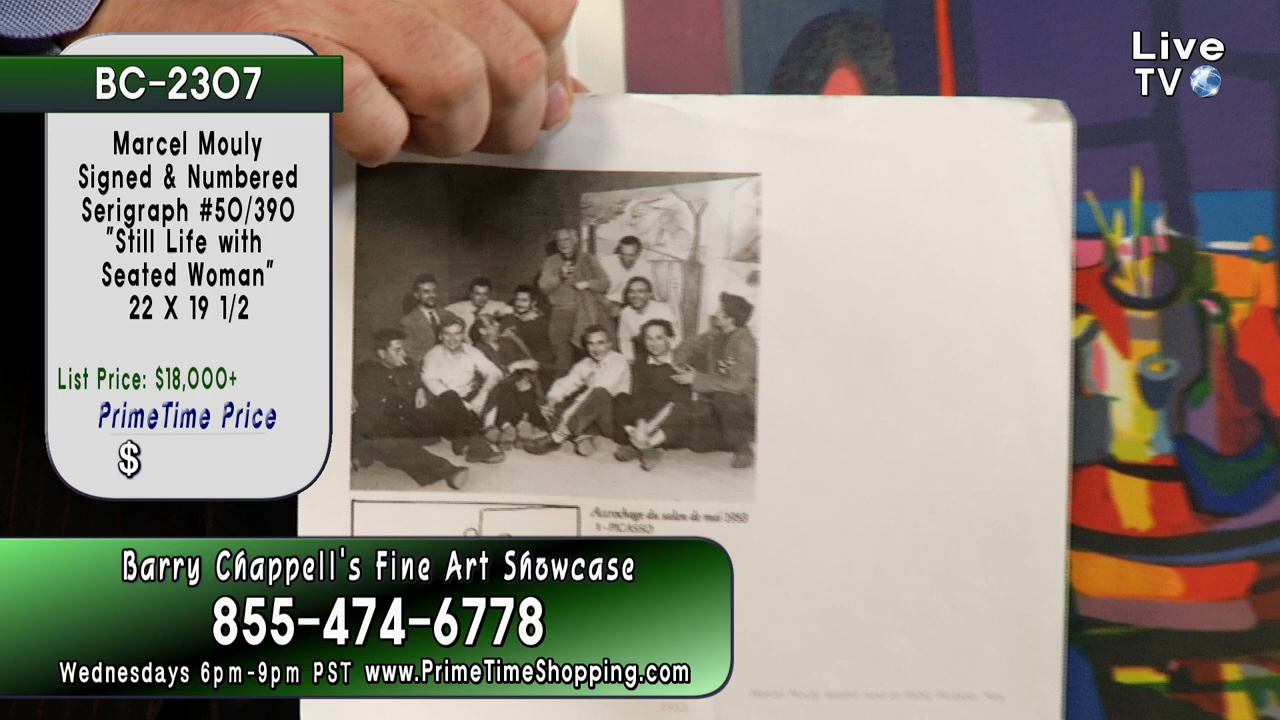 BC-2307
Marcel Mouly
Signed & Numbered
Serigraph #50/390
"Still Life with
Seated Woman"
22 X 19 1/2
List Price: $18,000+
PrimeTime Price
$
Live
TV
Accrochage du salon de mai 1952
1 - PICASSO
Barry Chappell's Fine Art Showcase
855-474-6778
Wednesdays 6pm-9pm PST www.PrimeTimeShopping.com